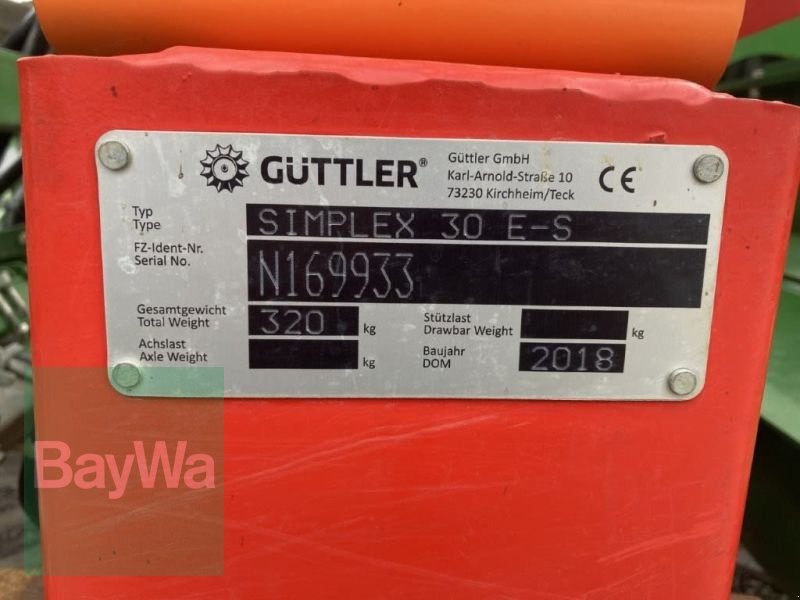 GÜTTLER®
Güttler GmbH
Karl-Arnold-Straße 10
73230 Kirchheim/Teck
CE
Typ
Type
SIMPLEX 30 E-S
FZ-Ident-Nr.
Serial No.
N169933
Gesamtgewicht
Total Weight
320
kg
Stützlast
Drawbar Weight
kg
Achslast
Axle Weight
kg
Baujahr
DOM
2018
BayWa